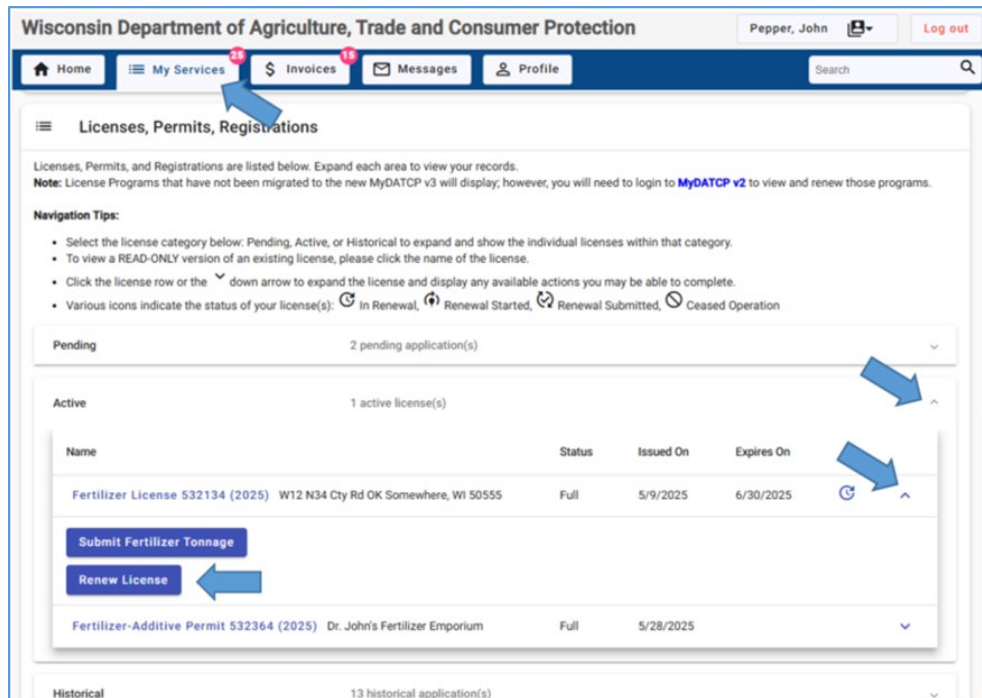 Wisconsin Department of Agriculture, Trade and Consumer Protection
Pepper, John
Log out
Home
My Services
25
$ Invoices
15
Messages
Profile
Search
Licenses, Permits, Registrations
Licenses, Permits, and Registrations are listed below. Expand each area to view your records.
Note: License Programs that have not been migrated to the new MyDATCP v3 will display; however, you will need to login to MyDATCP v2 to view and renew those programs.
Navigation Tips:
• Select the license category below: Pending, Active, or Historical to expand and show the individual licenses within that category.
• To view a READ-ONLY version of an existing license, please click the name of the license.
• Click the license row or the down arrow to expand the license and display any available actions you may be able to complete.
• Various icons indicate the status of your license(s): In Renewal, Renewal Started, Renewal Submitted, Ceased Operation
Pending 2 pending application(s)
Active 1 active license(s)
Name Status Issued On Expires On
Fertilizer License 532134 (2025) W12 N34 Cty Rd OK Somewhere, WI 50555 Full 5/9/2025 6/30/2025
Submit Fertilizer Tonnage
Renew License
Fertilizer-Additive Permit 532364 (2025) Dr. John's Fertilizer Emporium Full 5/28/2025
Historical 13 historical application(s)